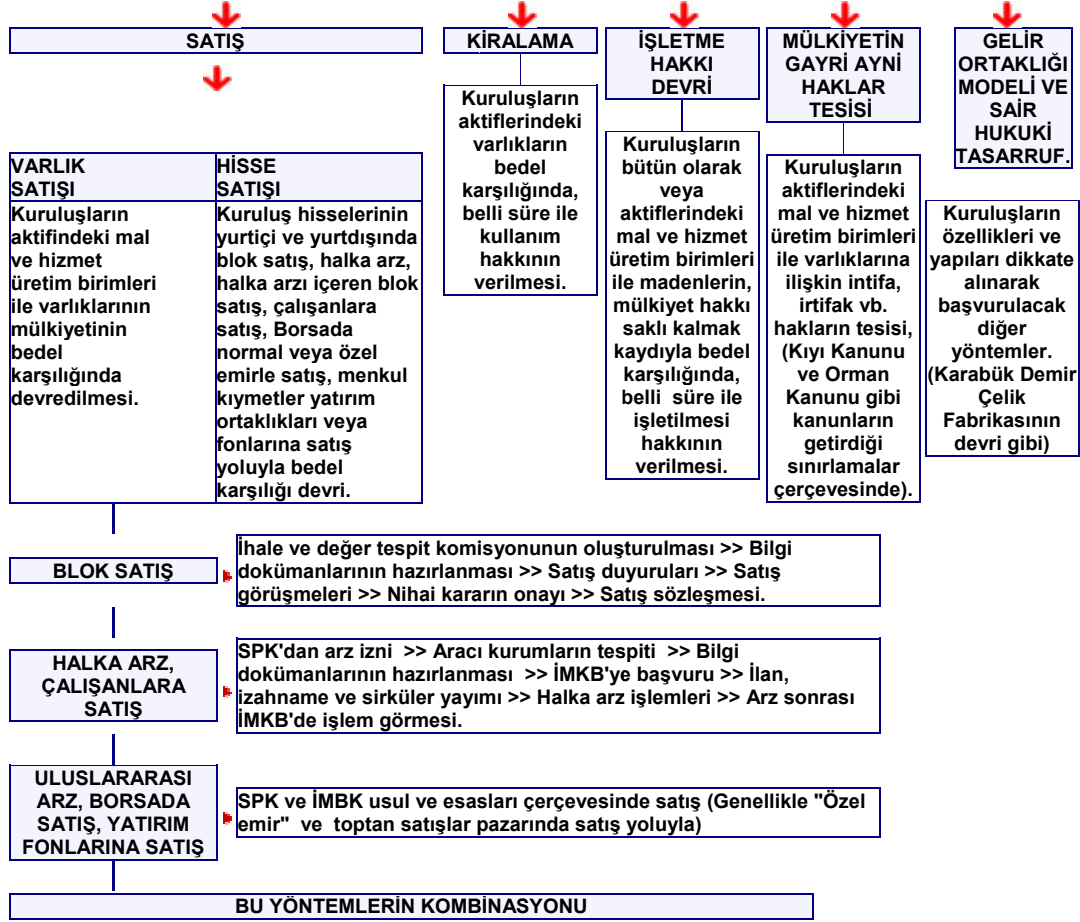 SATIŞ
VARLIK
SATIŞI
Kuruluşların
aktifindeki mal
ve hizmet
üretim birimleri
ile varlıklarının
mülkiyetinin
bedel
karşılığında
devredilmesi.
HİSSE
SATIŞI
Kuruluş hisselerinin
yurtiçi ve yurtdışında
blok satış, halka arz,
halka arzı içeren blok
satış, çalışanlara
satış, Borsada
normal veya özel
emirle satış, menkul
kıymetler yatırım
ortaklıkları veya
fonlarına satış
yoluyla bedel
karşılığı devri.
KİRALAMA
Kuruluşların
aktiflerindeki
varlıkların
bedel
karşılığında,
belli süre ile
kullanım
hakkının
verilmesi.
İŞLETME
HAKKI
DEVRİ
Kuruluşların
bütün olarak
veya
aktiflerindeki
mal ve hizmet
üretim birimleri
ile madenlerin,
mülkiyet hakkı
saklı kalmak
kaydıyla bedel
karşılığında,
belli süre ile
işletilmesi
hakkının
verilmesi.
MÜLKİYETİN
GAYRİ AYNİ
HAKLAR
TESİSİ
Kuruluşların
aktiflerindeki
mal ve hizmet
üretim birimleri
ile varlıklarına
ilişkin intifa,
irtifak vb.
hakların tesisi,
(Kıyı Kanunu
ve Orman
Kanunu gibi
kanunların
getirdiği
sınırlamalar
çerçevesinde).
GELİR
ORTAKLIĞI
MODELİ VE
SAİR
HUKUKİ
TASARRUF.
Kuruluşların
özellikleri ve
yapıları dikkate
alınarak
başvurulacak
diğer
yöntemler.
(Karabük Demir
Çelik
Fabrikasının
devri gibi)
BLOK SATIŞ
İhale ve değer tespit komisyonunun oluşturulması >> Bilgi
dokümanlarının hazırlanması >> Satış duyuruları >> Satış
görüşmeleri >> Nihai kararın onayı >> Satış sözleşmesi.
HALKA ARZ,
ÇALIŞANLARA
SATIŞ
SPK'dan arz izni >> Aracı kurumların tespiti >> Bilgi
dokümanlarının hazırlanması >> İMKB'ye başvuru >> İlan,
izahname ve sirküler yayımı >> Halka arz işlemleri >> Arz sonrası
İMKB'de işlem görmesi.
ULUSLARARASI
ARZ, BORSADA
SATIŞ, YATIRIM
FONLARINA SATIŞ
SPK ve İMBK usul ve esasları çerçevesinde satış (Genellikle "Özel
emir" ve toptan satışlar pazarında satış yoluyla)
BU YÖNTEMLERİN KOMBİNASYONU